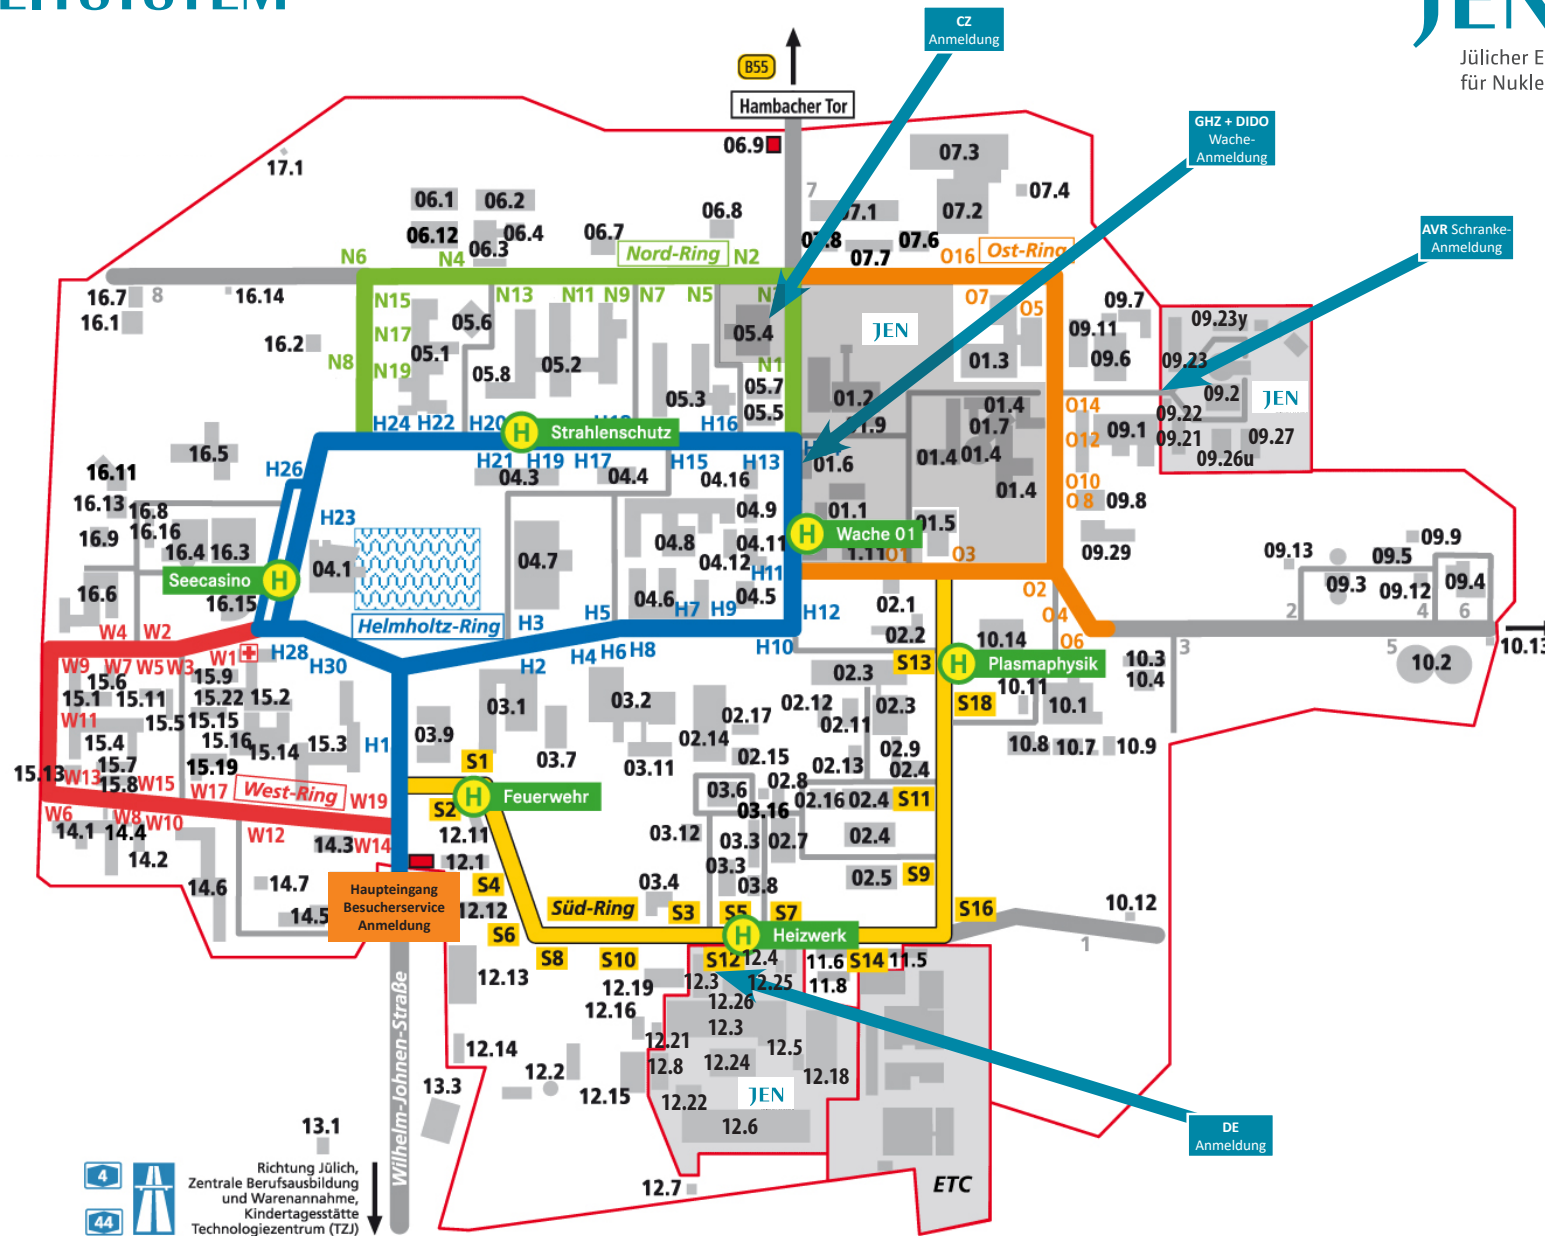 JEN
Jülicher E
für Nukle
CZ
Anmeldung
B55
Hambacher Tor
GHZ + DIDO
Wache-
Anmeldung
AVR Schranke-
Anmeldung
06.9
07.3
17.1
7
07.4
06.1
06.2
06.8
07.1
07.2
06.12
06.4
06.3
06.7
07.8
07.6
07.7
N6
N4
Nord-Ring
N2
O16
Ost-Ring
16.7
8
16.14
N15
N13
N11
N9
N7
N5
O7
O5
09.7
16.1
N17
05.6
05.4
JEN
09.11
09.23y
16.2
N8
N19
05.1
05.8
05.2
N1
01.3
09.6
09.23
05.3
05.7
05.5
01.2
01.4
O14
09.2
JEN
H24
H22
H20
H
Strahlenschutz
H16
01.7
O12
09.1
09.22
09.21
09.27
09.26u
16.5
H26
H21
H19
H17
H15
H13
01.6
01.4
01.4
16.11
04.3
04.4
04.16
01.4
O10
O8
09.8
16.13
16.8
16.16
16.9
H23
04.9
01.1
01.5
16.4
16.3
04.7
04.8
04.11
H
Wache 01
04.12
1.11
O1
O3
09.29
09.13
09.9
09.5
Seecasino
H
04.1
H11
O2
09.3
09.12
09.4
16.6
16.15
04.6
H7
H9
04.5
H12
02.1
O4
2
4
6
Helmholtz-Ring
H3
H5
02.2
O6
W4
W2
W1
H28
H30
H2
H4
H6
H8
H10
S13
H
Plasmaphysik
10.14
10.3
10.4
3
5
10.2
10.13
W9
W7
W5
W3
15.6
15.9
02.3
10.11
15.1
15.11
15.22
15.2
03.1
03.2
02.12
02.3
S18
10.1
W11
15.5
15.15
02.17
02.11
15.4
15.16
15.14
15.3
H1
03.9
03.7
02.14
02.9
10.8
10.7
10.9
15.13
W13
15.7
15.8
W15
15.19
S1
03.11
02.15
02.13
02.4
W17
West-Ring
W19
H
Feuerwehr
03.6
02.8
W6
W8
W10
S2
03.16
02.16
02.4
S11
14.1
14.4
W12
14.3
W14
12.11
03.12
03.3
02.7
02.4
14.2
12.1
03.3
14.6
14.7
Haupteingang
Besucherservice
Anmeldung
S4
03.4
03.8
02.5
S9
14.5
12.12
Süd-Ring
S3
S5
S7
S16
10.12
S6
H
Heizwerk
1
S8
S10
S12
12.4
11.6
S14
11.5
12.13
12.19
12.3
12.25
11.8
12.16
12.26
12.3
12.21
12.5
12.14
12.2
12.8
12.24
12.18
13.3
12.15
12.22
JEN
13.1
12.6
DE
Anmeldung
Wilhelm-Johnen-Straße
4
44
Richtung Jülich,
Zentrale Berufsausbildung
und Warenannahme,
Kindertagesstätte
Technologiezentrum (TZJ)
12.7
ETC